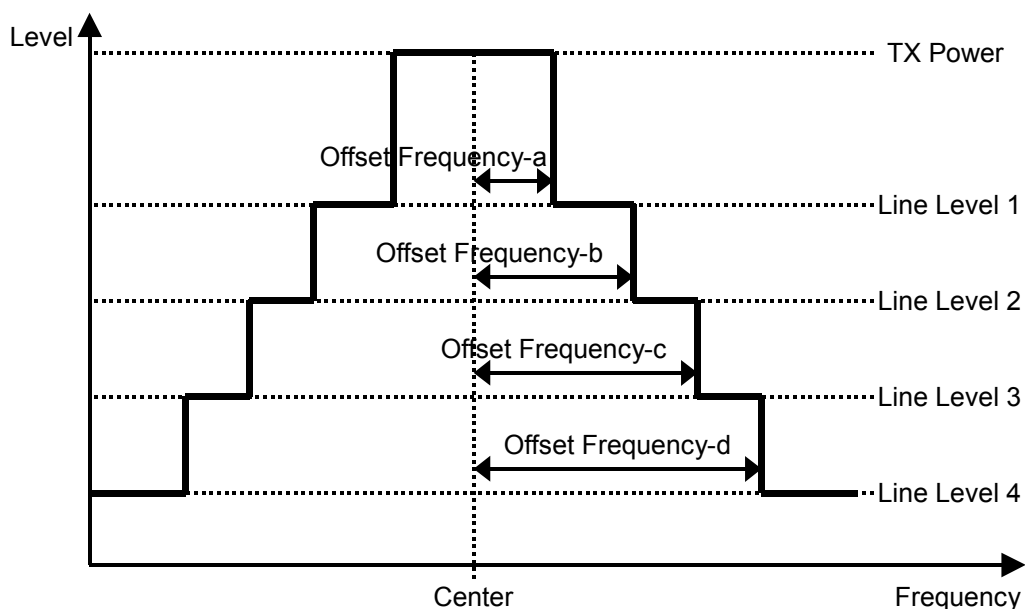 Level
TX Power
Offset Frequency-a
Line Level 1
Offset Frequency-b
Line Level 2
Offset Frequency-c
Line Level 3
Offset Frequency-d
Line Level 4
Center
Frequency